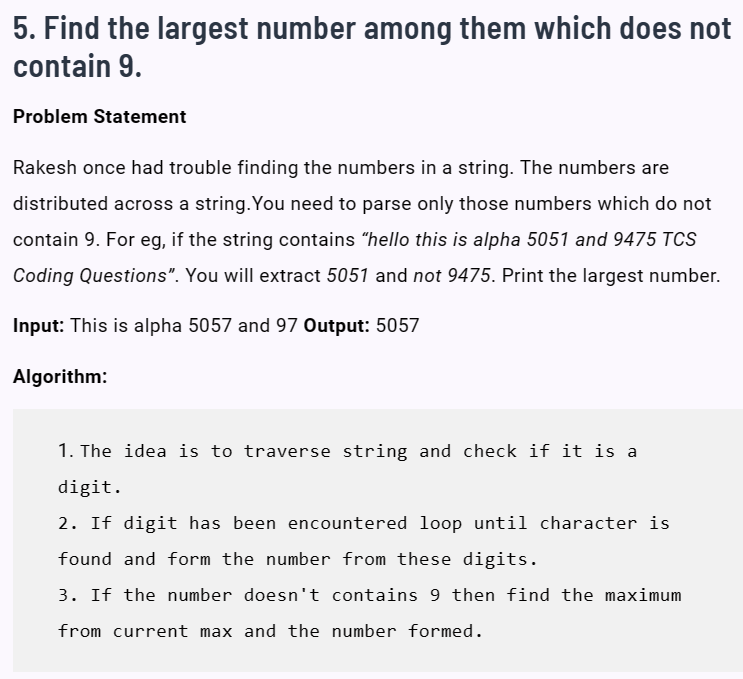 5. Find the largest number among them which does not
contain 9.
Problem Statement
Rakesh once had trouble finding the numbers in a string. The numbers are
distributed across a string.You need to parse only those numbers which do not
contain 9. For eg, if the string contains “hello this is alpha 5051 and 9475 TCS
Coding Questions”. You will extract 5051 and not 9475. Print the largest number.
Input: This is alpha 5057 and 97 Output: 5057
Algorithm:
1. The idea is to traverse string and check if it is a
digit.
2. If digit has been encountered loop until character is
found and form the number from these digits.
3. If the number doesn't contains 9 then find the maximum
from current max and the number formed.